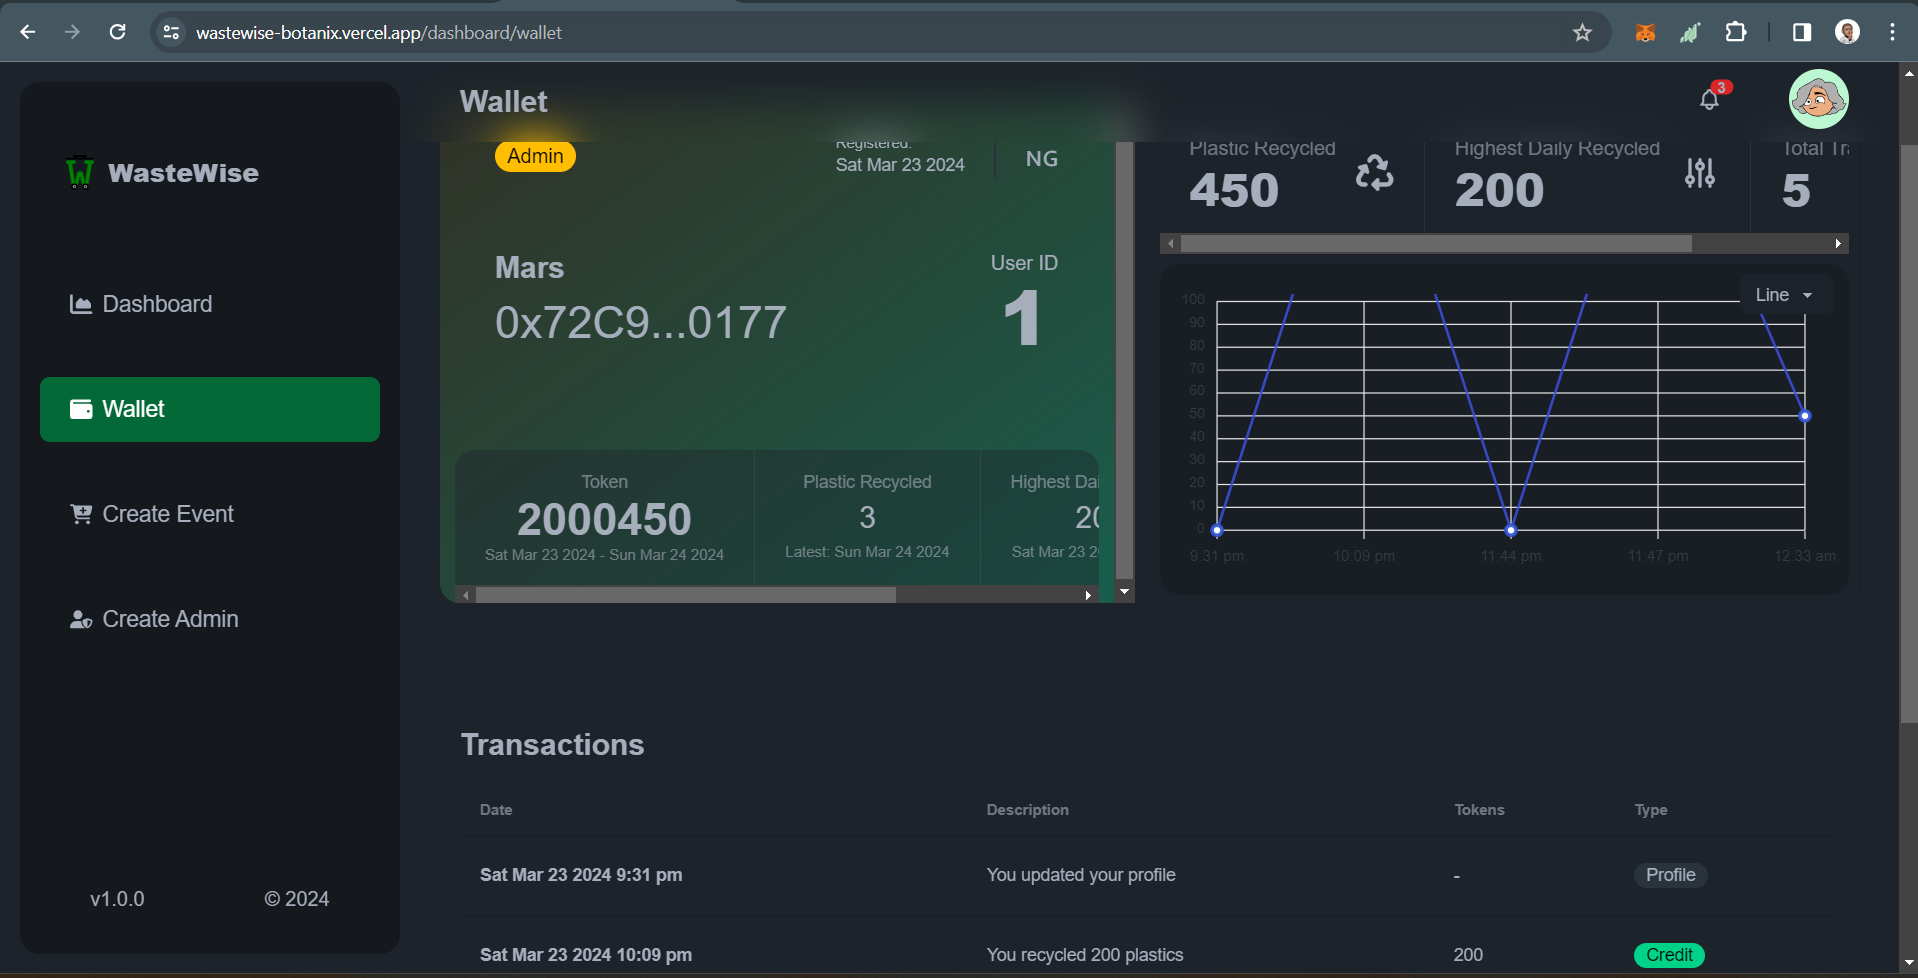 wastewise-botanix.vercel.app/dashboard/wallet
WasteWise
Dashboard
Wallet
Create Event
Create Admin
v1.0.0
© 2024
Wallet
3
Admin
Registered:
Sat Mar 23 2024
NG
Mars
0x72C9...0177
User ID
1
Token
2000450
Sat Mar 23 2024 - Sun Mar 24 2024
Plastic Recycled
3
Latest: Sun Mar 24 2024
Highest Dai
20
Sat Mar 23 2
Plastic Recycled
450
Highest Daily Recycled
200
Total Tra
5
Line
100
90
80
70
60
50
40
30
20
10
0
9:31 pm
10:09 pm
11:44 pm
11:47 pm
12:33 am
Transactions
Date Description Tokens Type
Sat Mar 23 2024 9:31 pm You updated your profile - Profile
Sat Mar 23 2024 10:09 pm You recycled 200 plastics 200 Credit